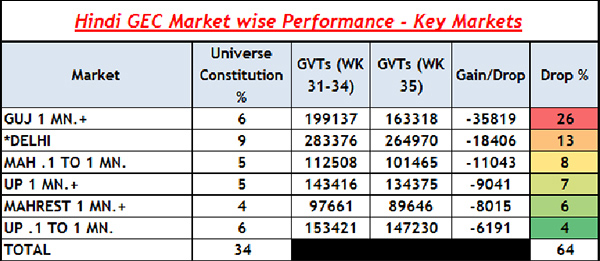 Hindi GEC Market wise Performance - Key Markets
Market Universe Constitution % GVTs (WK 31-34) GVTs (WK 35) Gain/Drop Drop %
GUJ 1 MN.+ 6 199137 163318 -35819 26
*DELHI 9 283376 264970 -18406 13
MAH .1 TO 1 MN. 5 112508 101465 -11043 8
UP 1 MN.+ 5 143416 134375 -9041 7
MAHREST 1 MN.+ 4 97661 89646 -8015 6
UP .1 TO 1 MN. 6 153421 147230 -6191 4
TOTAL 34 64